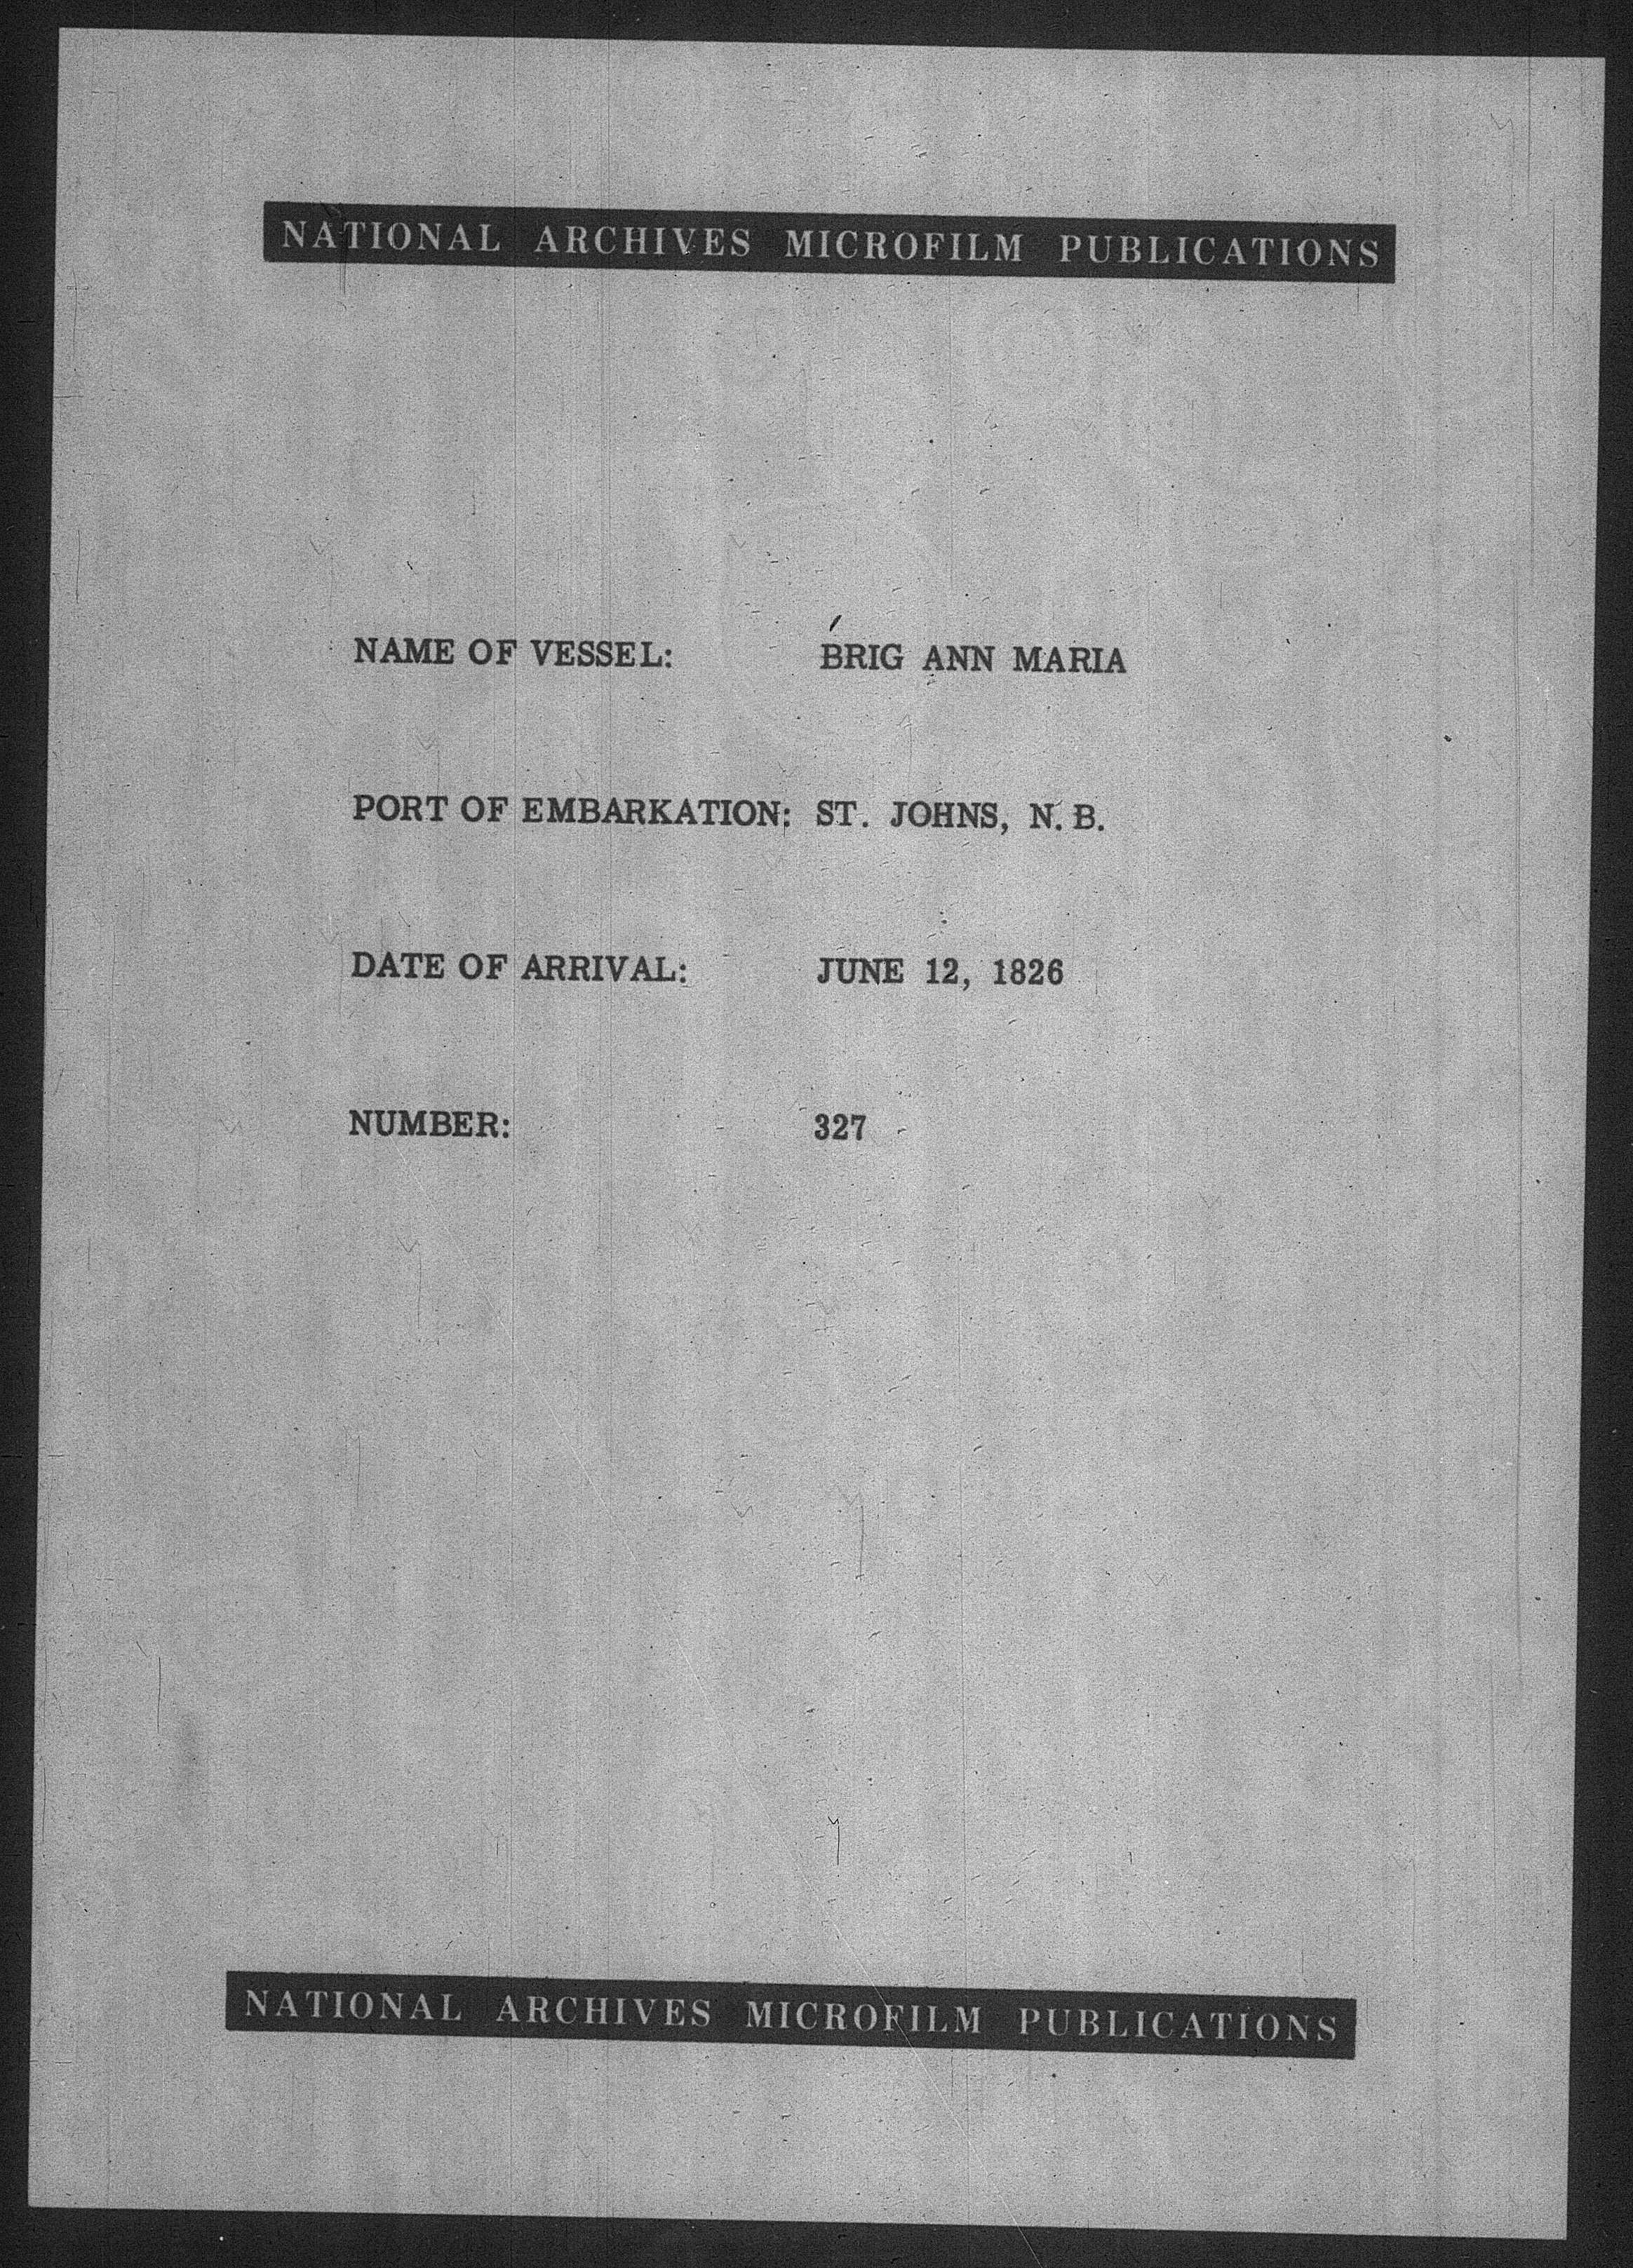 NATIONAL ARCHIVES MICROFILM PUBLICATIONS
NAME OF VESSEL: BRIG ANN MARIA
PORT OF EMBARKATION: ST. JOHNS, N. B.
DATE OF ARRIVAL: JUNE 12, 1826
NUMBER: 327
NATIONAL ARCHIVES MICROFILM PUBLICATIONS